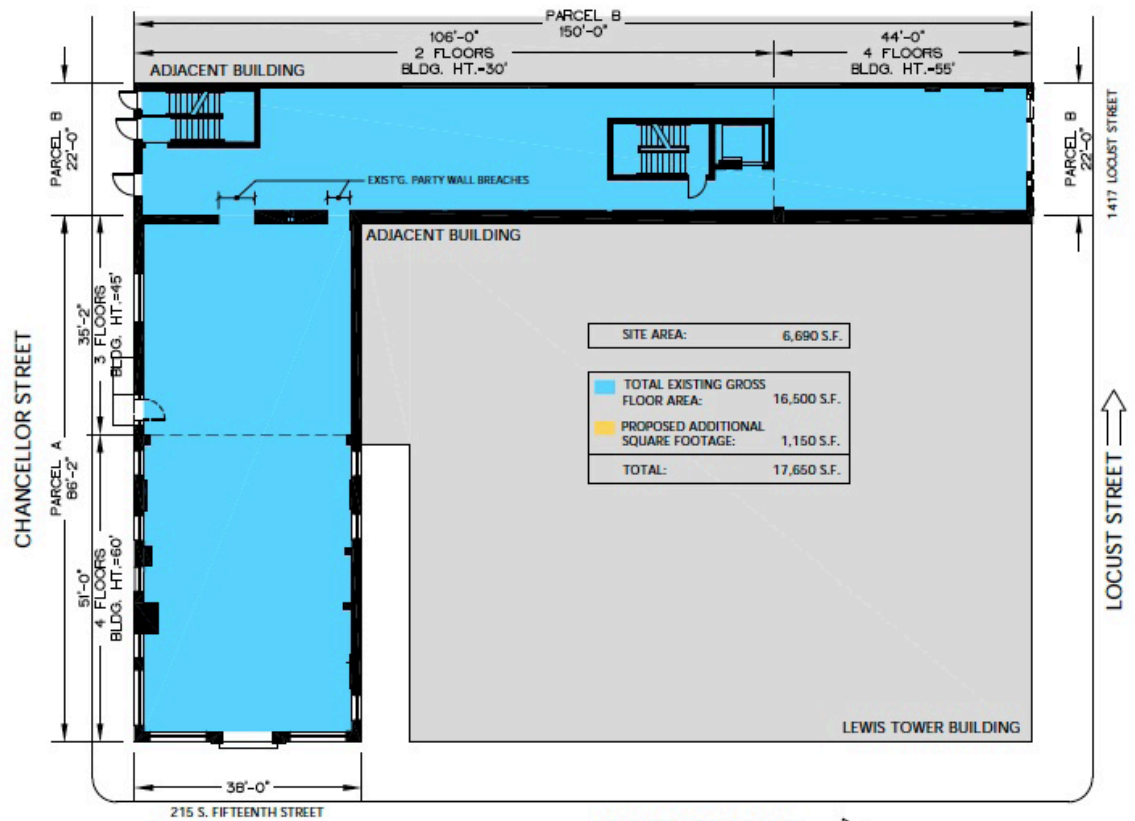 PARCEL B
150'-0"
106'-0"
2 FLOORS
BLDG. HT.=30'
44'-0"
4 FLOORS
BLDG. HT.=55'
ADJACENT BUILDING
PARCEL B
22'-0"
PARCEL B
22'-0"
1417 LOCUST STREET
EXIST'G. PARTY WALL BREACHES
ADJACENT BUILDING
CHANCELLOR STREET
PARCEL A
86'-2"
35'-2"
3 FLOORS
BLDG. HT.=45'
51'-0"
4 FLOORS
BLDG. HT.=60'
SITE AREA: 6,690 S.F.
TOTAL EXISTING GROSS
FLOOR AREA: 16,500 S.F.
PROPOSED ADDITIONAL
SQUARE FOOTAGE: 1,150 S.F.
TOTAL: 17,650 S.F.
LOCUST STREET
LEWIS TOWER BUILDING
38'-0"
215 S. FIFTEENTH STREET